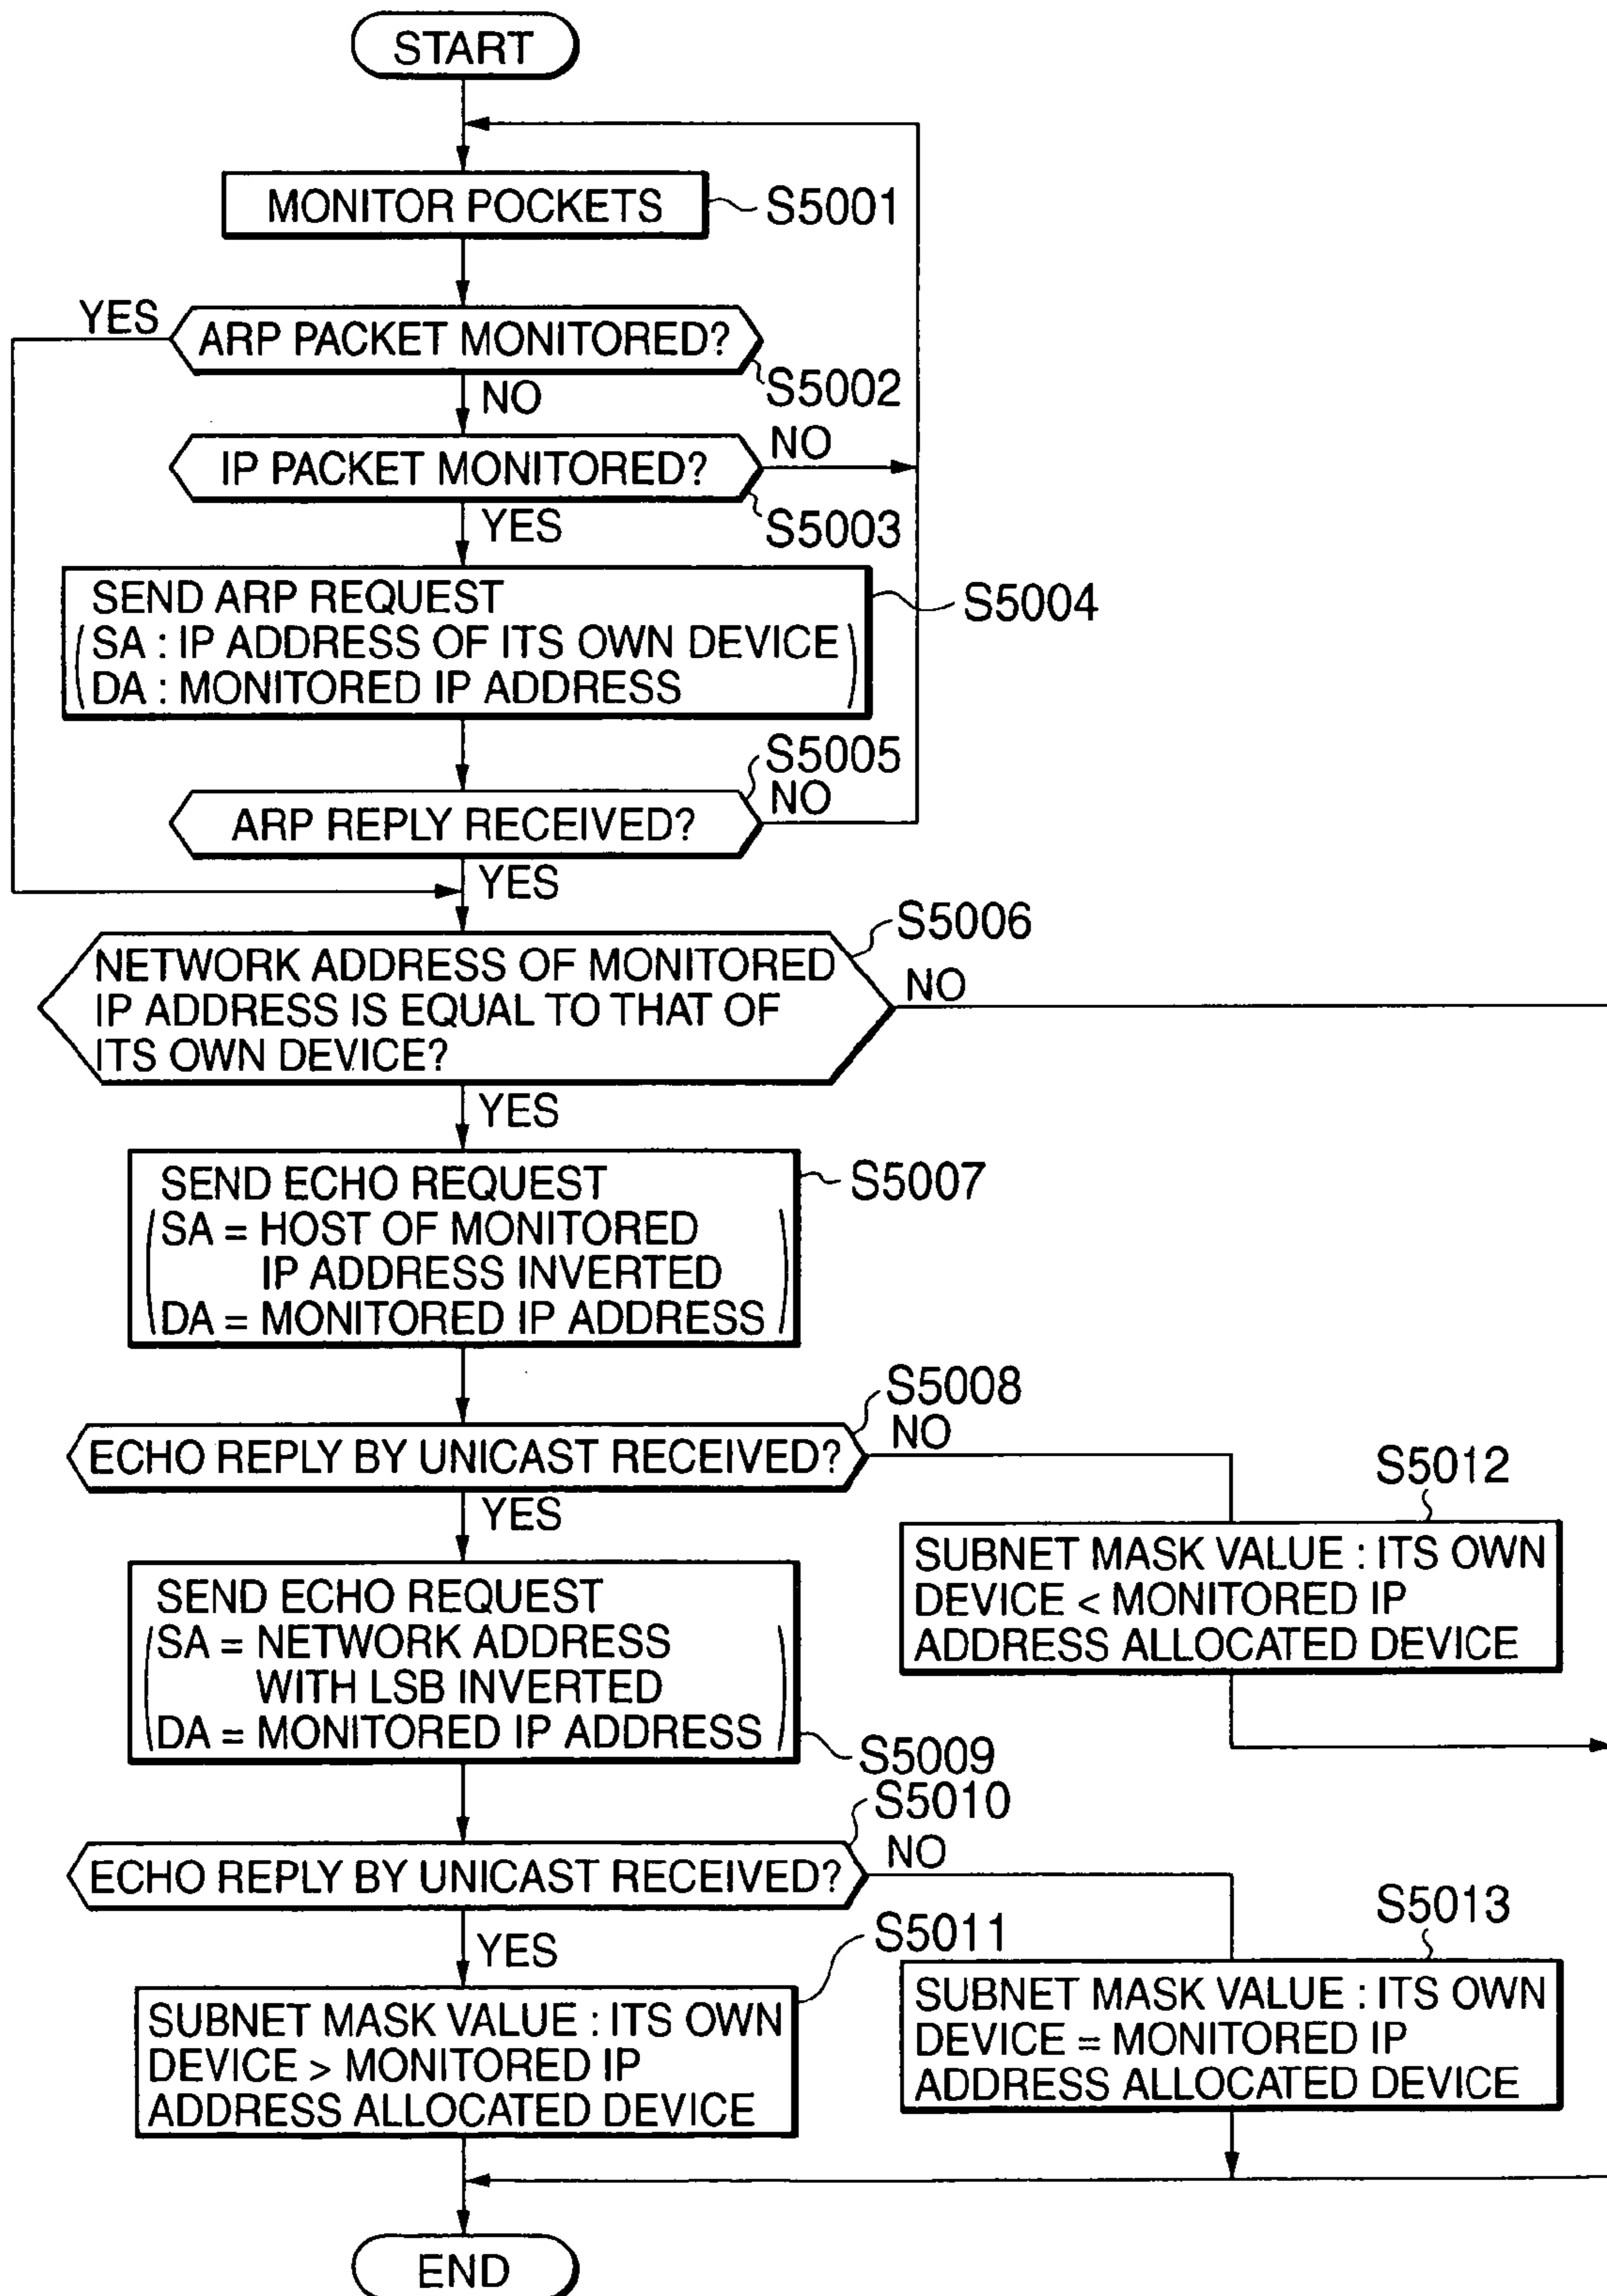 START
MONITOR POCKETS
S5001
YES
ARP PACKET MONITORED?
S5002
NO
IP PACKET MONITORED?
NO
S5003
YES
SEND ARP REQUEST
(SA : IP ADDRESS OF ITS OWN DEVICE
DA : MONITORED IP ADDRESS)
S5004
S5005
ARP REPLY RECEIVED?
NO
YES
S5006
NETWORK ADDRESS OF MONITORED
IP ADDRESS IS EQUAL TO THAT OF
ITS OWN DEVICE?
NO
YES
SEND ECHO REQUEST
(SA = HOST OF MONITORED
IP ADDRESS INVERTED
DA = MONITORED IP ADDRESS)
S5007
S5008
ECHO REPLY BY UNICAST RECEIVED?
NO
YES
S5012
SUBNET MASK VALUE : ITS OWN
DEVICE < MONITORED IP
ADDRESS ALLOCATED DEVICE
SEND ECHO REQUEST
(SA = NETWORK ADDRESS
WITH LSB INVERTED
DA = MONITORED IP ADDRESS)
S5009
S5010
ECHO REPLY BY UNICAST RECEIVED?
NO
YES
S5011
SUBNET MASK VALUE : ITS OWN
DEVICE > MONITORED IP
ADDRESS ALLOCATED DEVICE
S5013
SUBNET MASK VALUE : ITS OWN
DEVICE = MONITORED IP
ADDRESS ALLOCATED DEVICE
END